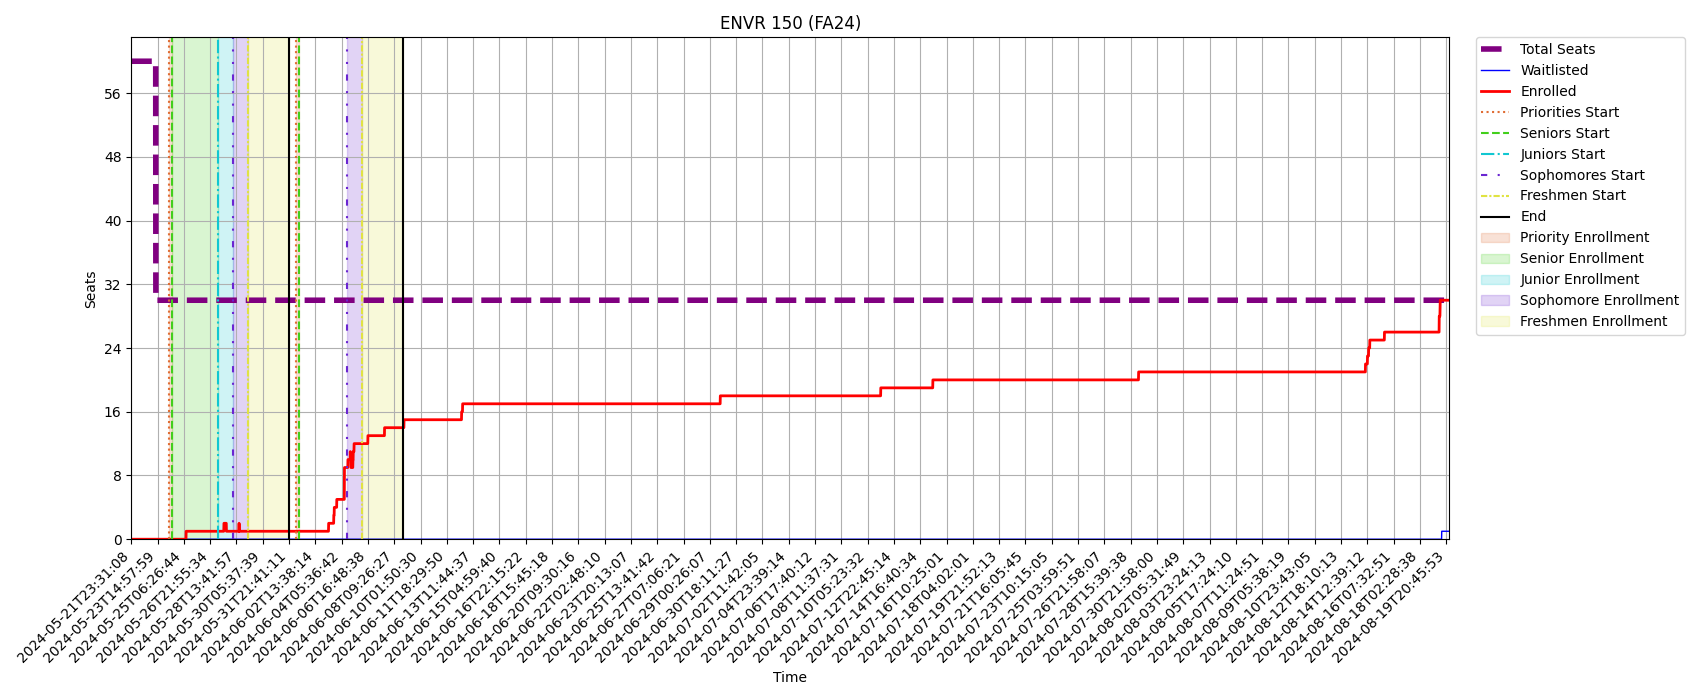 ENVR 150 (FA24)
Total Seats
Waitlisted
Enrolled
Priorities Start
Seniors Start
Juniors Start
Sophomores Start
Freshmen Start
End
Priority Enrollment
Senior Enrollment
Junior Enrollment
Sophomore Enrollment
Freshmen Enrollment
Seats
56
48
40
32
24
16
8
0
2024-05-21T23:31:08
2024-05-23T14:57:59
2024-05-25T06:26:44
2024-05-26T21:55:34
2024-05-28T13:41:57
2024-05-30T05:37:39
2024-05-31T21:41:11
2024-06-02T13:38:14
2024-06-04T05:36:42
2024-06-06T16:48:38
2024-06-08T09:26:27
2024-06-10T01:50:30
2024-06-11T18:29:50
2024-06-13T11:44:37
2024-06-15T04:59:40
2024-06-16T22:15:22
2024-06-18T15:45:18
2024-06-20T09:30:16
2024-06-22T02:48:10
2024-06-23T20:13:07
2024-06-25T13:41:42
2024-06-27T07:06:21
2024-06-29T00:26:07
2024-06-30T18:11:27
2024-07-02T11:42:05
2024-07-04T23:39:14
2024-07-06T17:40:12
2024-07-08T11:37:31
2024-07-10T05:23:32
2024-07-12T22:45:14
2024-07-14T16:40:34
2024-07-16T10:25:01
2024-07-18T04:02:01
2024-07-19T21:52:13
2024-07-21T16:05:45
2024-07-23T10:15:05
2024-07-25T03:59:51
2024-07-26T21:58:07
2024-07-28T15:39:38
2024-07-30T21:58:00
2024-08-02T05:31:49
2024-08-03T23:24:13
2024-08-05T17:24:10
2024-08-07T11:24:51
2024-08-09T05:38:19
2024-08-10T23:43:05
2024-08-12T18:10:13
2024-08-14T12:39:12
2024-08-16T07:32:51
2024-08-18T02:28:38
2024-08-19T20:45:53
Time